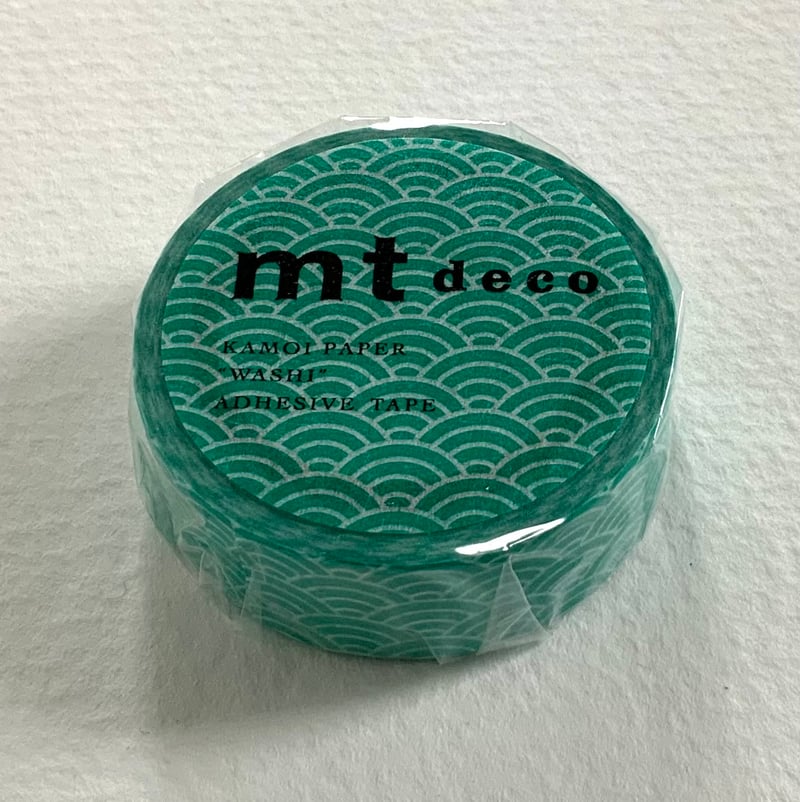 mt deco
KAMOI PAPER
"WASHI"
ADHESIVE TAPE